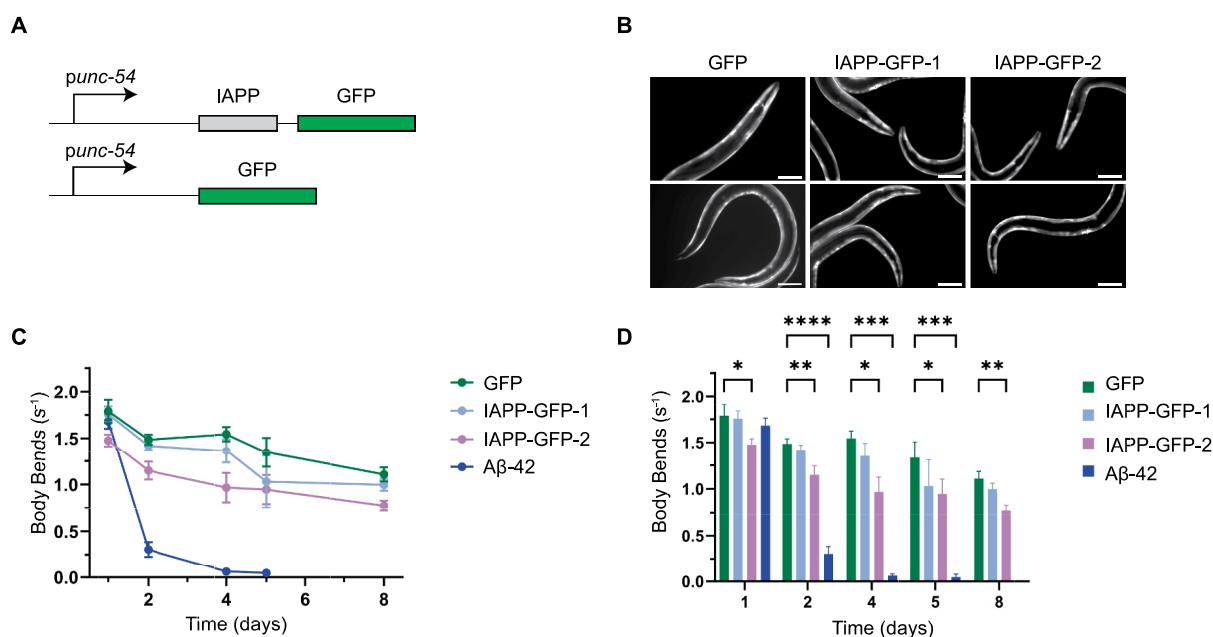 A
punc-54
IAPP
GFP
punc-54
GFP
B
GFP
IAPP-GFP-1
IAPP-GFP-2
C
Body Bends (s⁻¹)
2.0
1.5
1.0
0.5
0.0
2
4
6
8
Time (days)
GFP
IAPP-GFP-1
IAPP-GFP-2
Aβ-42
D
**** *** ***
* ** * * **
Body Bends (s⁻¹)
2.0
1.5
1.0
0.5
0.0
1 2 4 5 8
Time (days)
GFP
IAPP-GFP-1
IAPP-GFP-2
Aβ-42